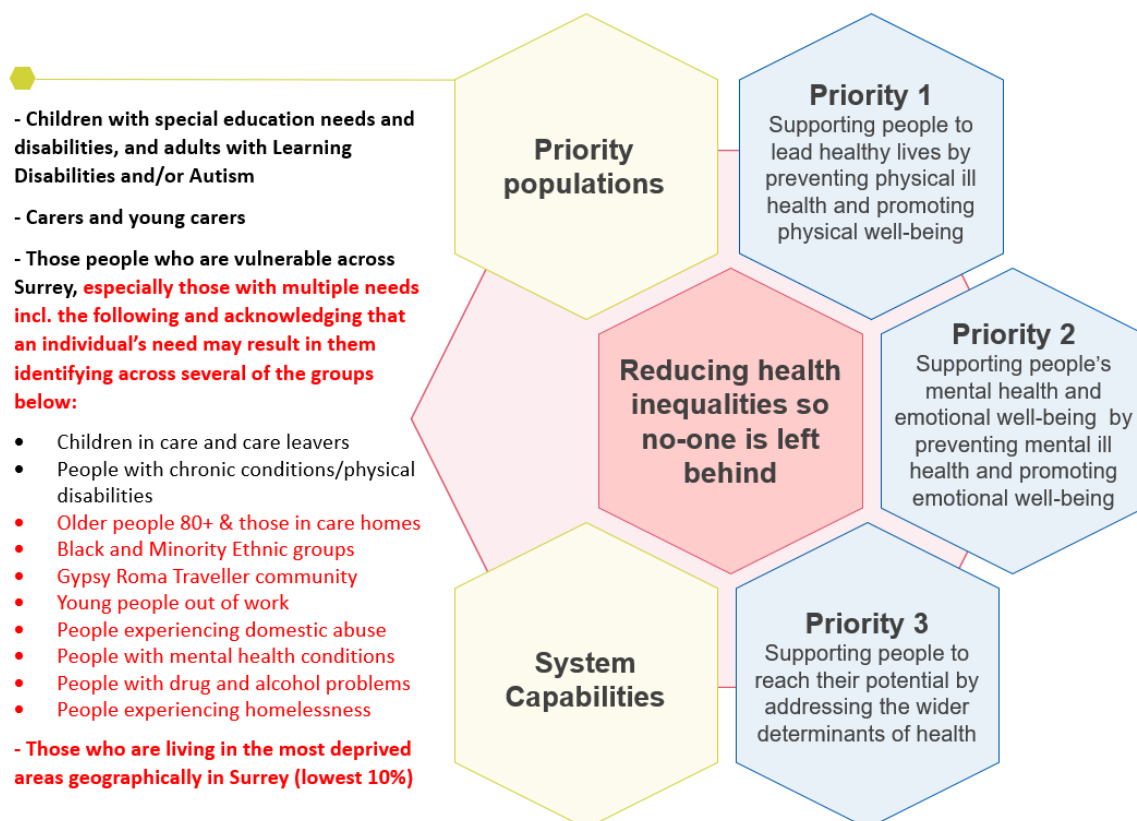 - Children with special education needs and
disabilities, and adults with Learning
Disabilities and/or Autism
- Carers and young carers
- Those people who are vulnerable across
Surrey, especially those with multiple needs
incl. the following and acknowledging that
an individual's need may result in them
identifying across several of the groups
below:
• Children in care and care leavers
• People with chronic conditions/physical
disabilities
• Older people 80+ & those in care homes
• Black and Minority Ethnic groups
• Gypsy Roma Traveller community
• Young people out of work
• People experiencing domestic abuse
• People with mental health conditions
• People with drug and alcohol problems
• People experiencing homelessness
- Those who are living in the most deprived
areas geographically in Surrey (lowest 10%)
Priority
populations
Priority 1
Supporting people to
lead healthy lives by
preventing physical ill
health and promoting
physical well-being
Reducing health
inequalities so
no-one is left
behind
Priority 2
Supporting people’s
mental health and
emotional well-being by
preventing mental ill
health and promoting
emotional well-being
System
Capabilities
Priority 3
Supporting people to
reach their potential by
addressing the wider
determinants of health